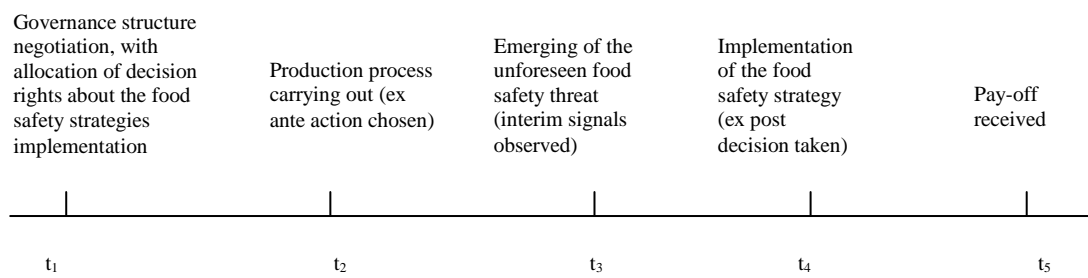 Governance structure
negotiation, with
allocation of decision
rights about the food
safety strategies
implementation
Production process
carrying out (ex
ante action chosen)
Emerging of the
unforeseen food
safety threat
(interim signals
observed)
Implementation
of the food
safety strategy
(ex post
decision taken)
Pay-off
received
t₁
t₂
t₃
t₄
t₅